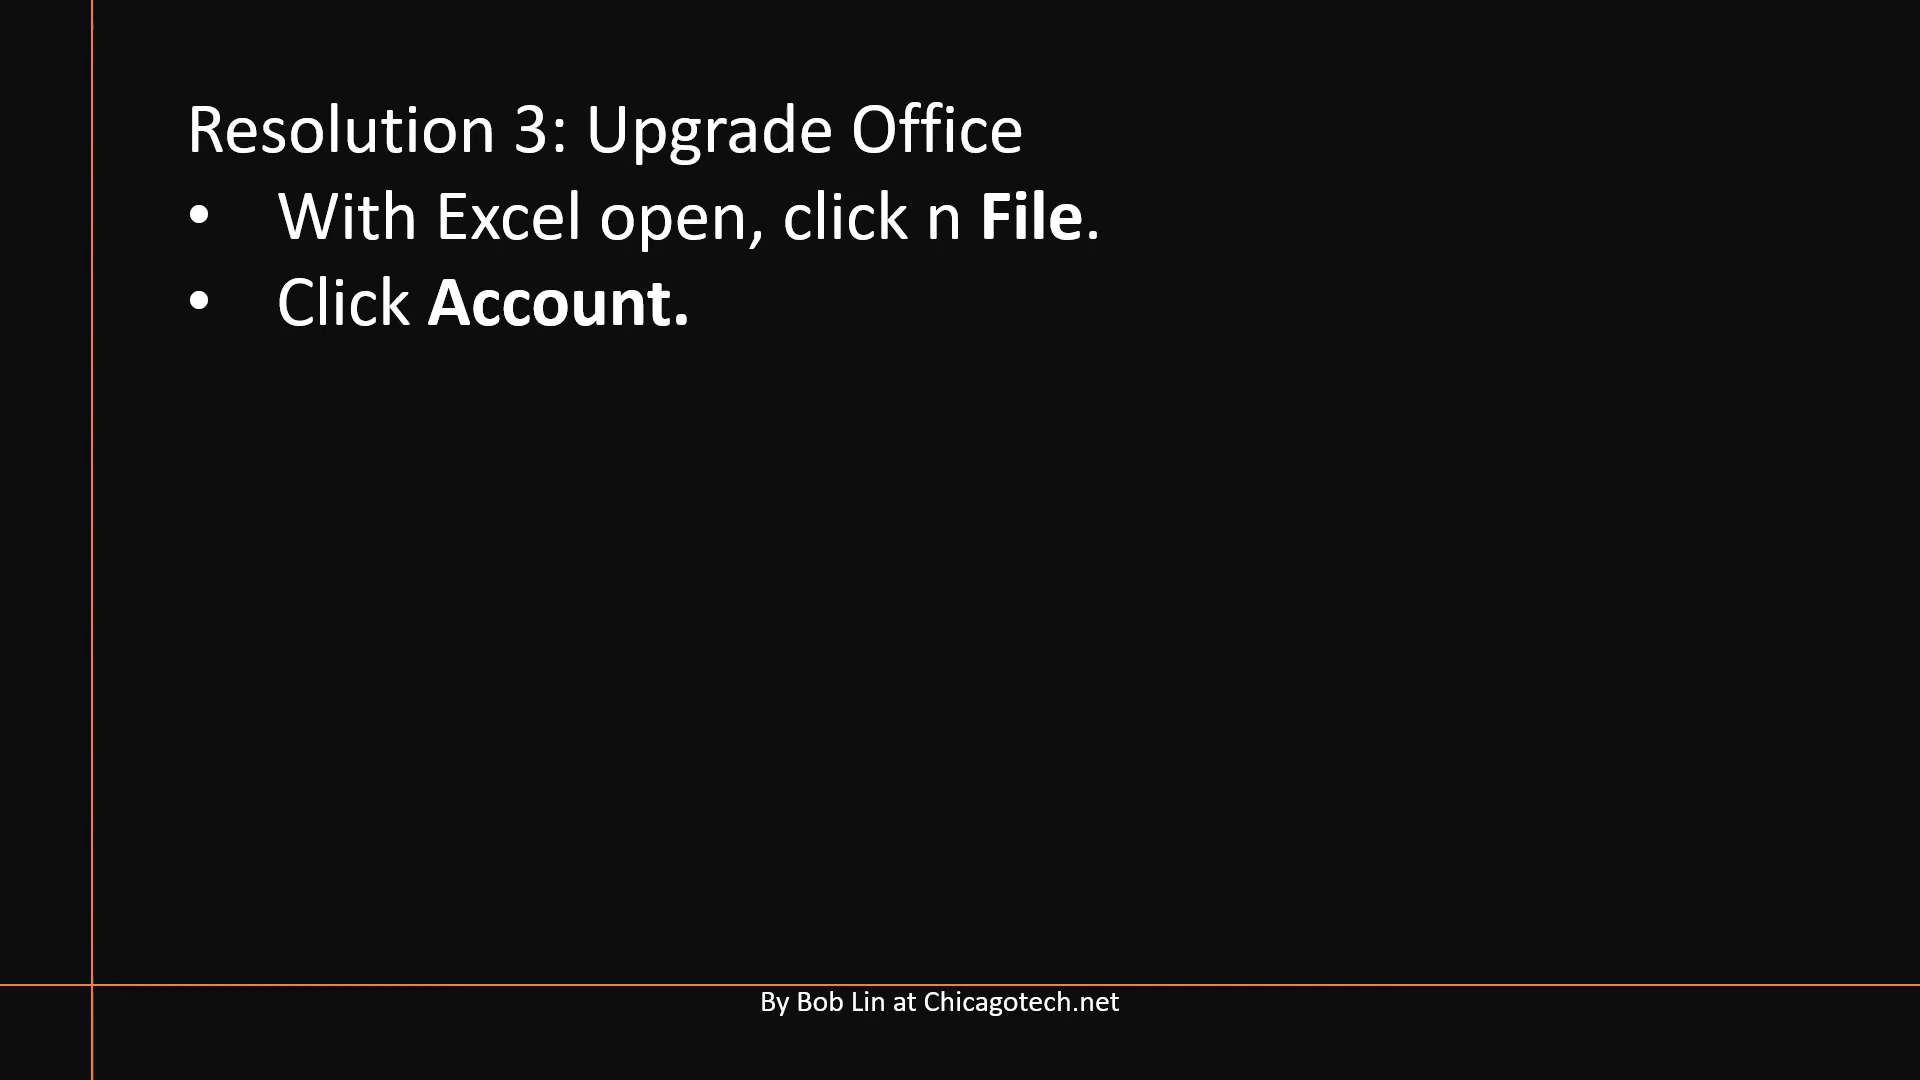 Resolution 3: Upgrade Office
• With Excel open, click n File.
• Click Account.
By Bob Lin at Chicagotech.net